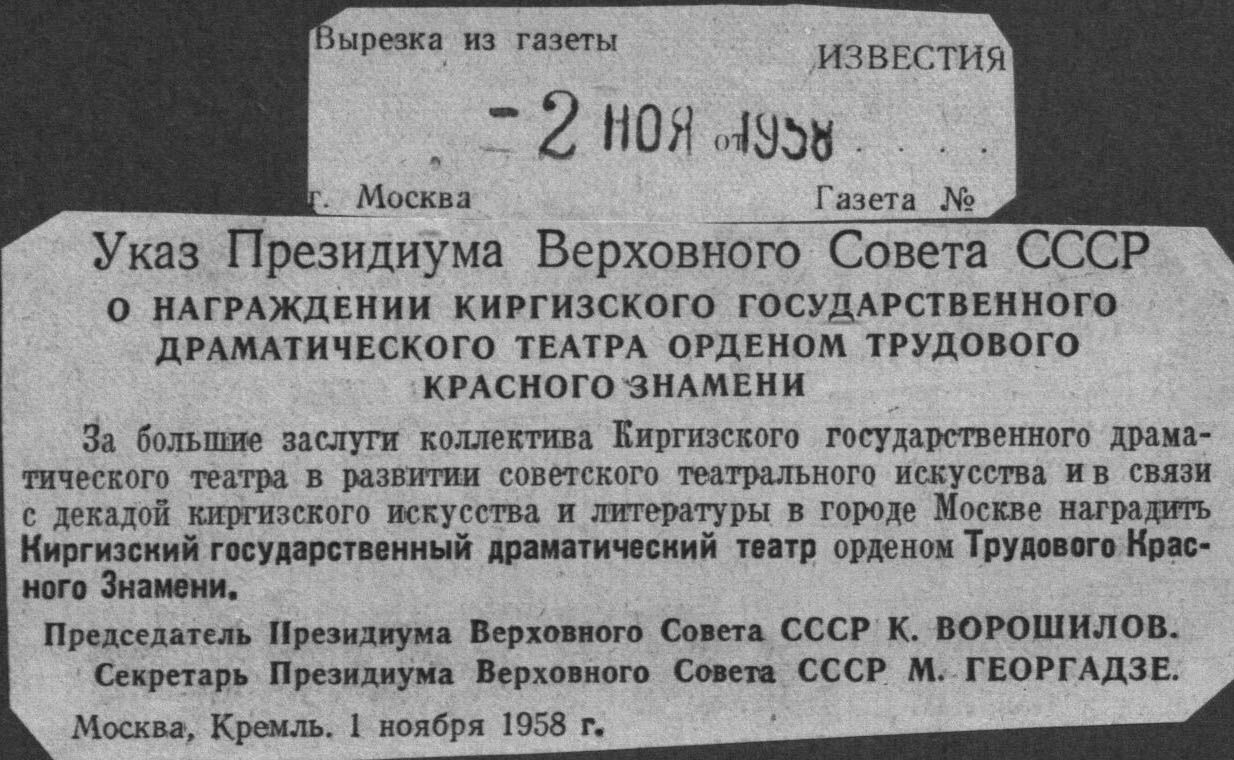 Вырезка из газеты
ИЗВЕСТИЯ
- 2 НОЯ от 1958 . . . .
г. Москва Газета №
Указ Президиума Верховного Совета СССР
О НАГРАЖДЕНИИ КИРГИЗСКОГО ГОСУДАРСТВЕННОГО
ДРАМАТИЧЕСКОГО ТЕАТРА ОРДЕНОМ ТРУДОВОГО
КРАСНОГО ЗНАМЕНИ
За большие заслуги коллектива Киргизского государственного драма-
тического театра в развитии советского театрального искусства и в связи
с декадой киргизского искусства и литературы в городе Москве наградить
Киргизский государственный драматический театр орденом Трудового Крас-
ного Знамени.
Председатель Президиума Верховного Совета СССР К. ВОРОШИЛОВ.
Секретарь Президиума Верховного Совета СССР М. ГЕОРГАДЗЕ.
Москва, Кремль. 1 ноября 1958 г.